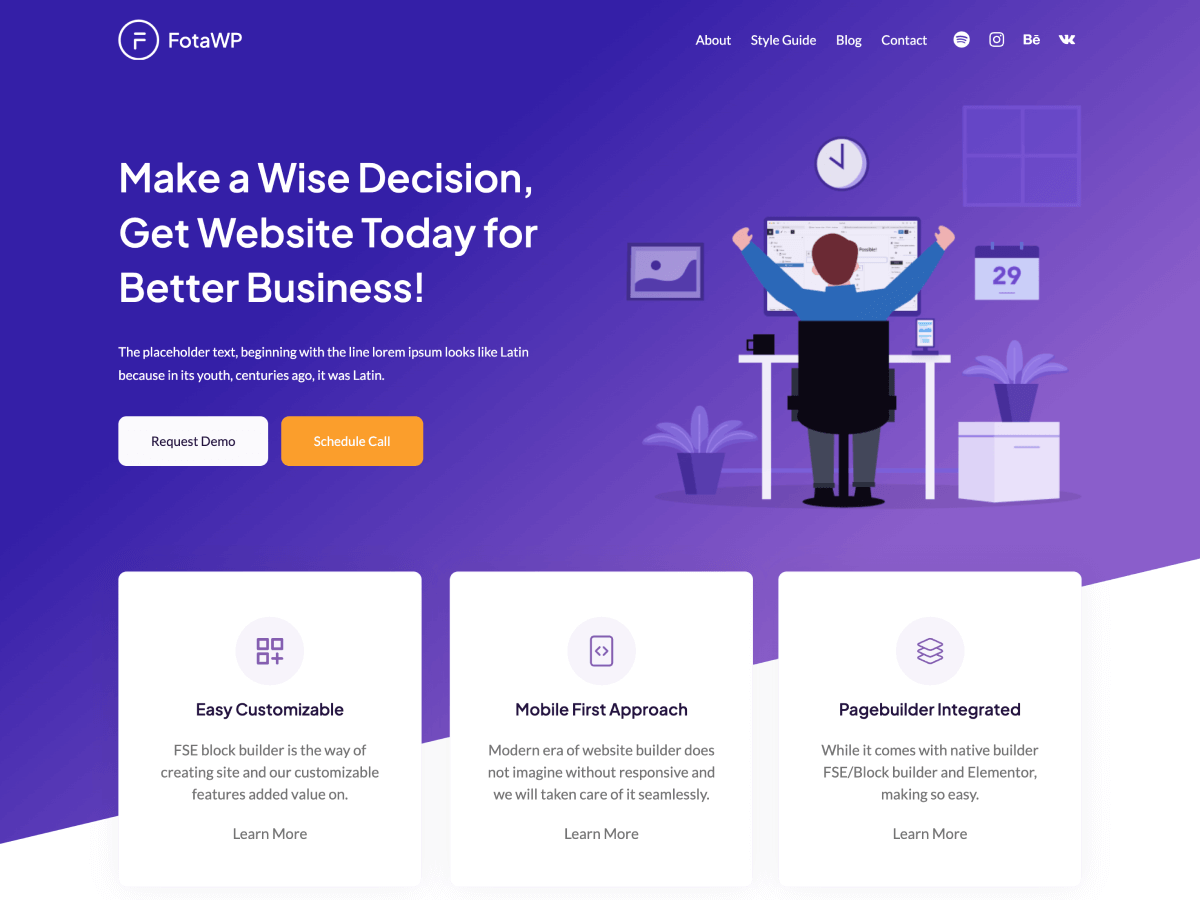 FotaWP
About Style Guide Blog Contact Bē
Make a Wise Decision,
Get Website Today for
Better Business!
The placeholder text, beginning with the line lorem ipsum looks like Latin
because in its youth, centuries ago, it was Latin.
Request Demo Schedule Call
29
Easy Customizable
FSE block builder is the way of
creating site and our customizable
features added value on.
Learn More
Mobile First Approach
Modern era of website builder does
not imagine without responsive and
we will taken care of it seamlessly.
Learn More
Pagebuilder Integrated
While it comes with native builder
FSE/Block builder and Elementor,
making so easy.
Learn More